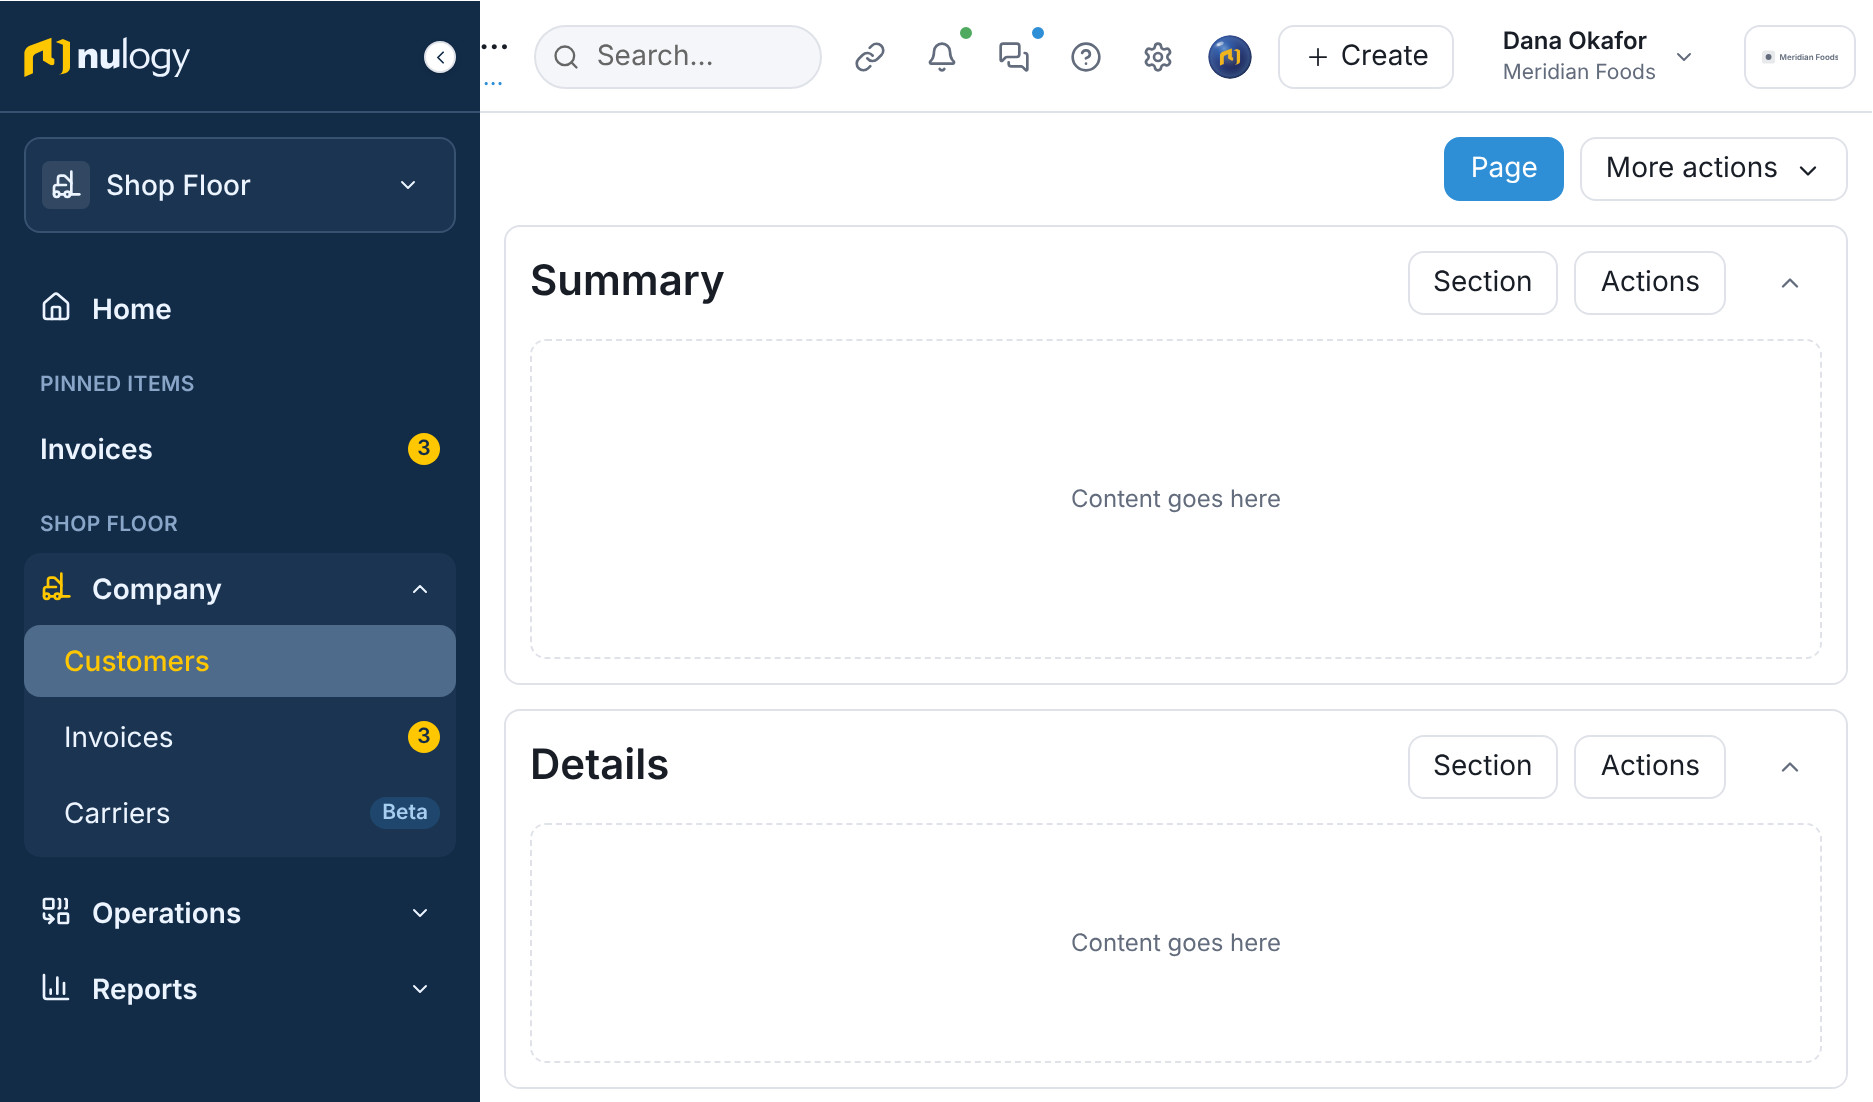 nulogy
Shop Floor
Home
PINNED ITEMS
Invoices 3
SHOP FLOOR
Company
Customers
Invoices 3
Carriers Beta
Operations
Reports
...
...
Search...
+ Create
Dana Okafor
Meridian Foods
Meridian Foods
Page
More actions
Summary
Section
Actions
Content goes here
Details
Section
Actions
Content goes here